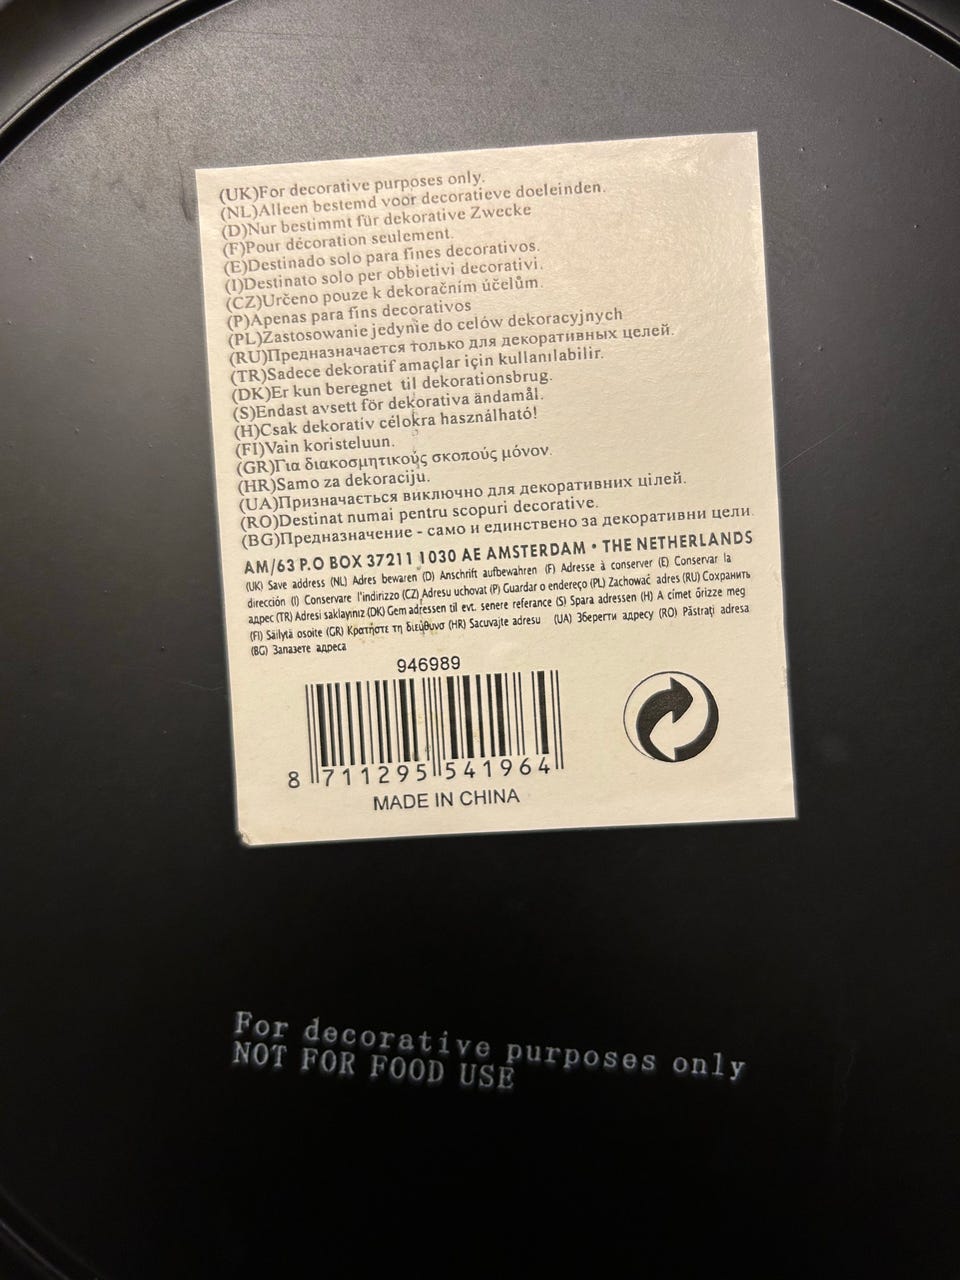 (UK)For decorative purposes only.
(NL)Alleen bestemd voor decoratieve doeleinden.
(D)Nur bestimmt für dekorative Zwecke
(F)Pour décoration seulement.
(E)Destinado solo para fines decorativos.
(I)Destinato solo per obbietivi decorativi.
(CZ)Určeno pouze k dekoračním účelům.
(P)Apenas para fins decorativos
(PL)Zastosowanie jedynie do celów dekoracyjnych
(RU)Предназначается только для декоративных целей.
(TR)Sadece dekoratif amaçlar için kullanılabilir.
(DK)Er kun beregnet til dekorationsbrug.
(S)Endast avsett för dekorativa ändamål.
(H)Csak dekoratív célokra használható!
(FI)Vain koristeluun.
(GR)Για διακοσμητικούς σκοπούς μόνον.
(HR)Samo za dekoraciju.
(UA)Призначається виключно для декоративних цілей.
(RO)Destinat numai pentru scopuri decorative.
(BG)Предназначение - само и единствено за декоративни цели.
AM/63 P.O BOX 37211 1030 AE AMSTERDAM • THE NETHERLANDS
(UK) Save address (NL) Adres bewaren (D) Anschrift aufbewahren (F) Adresse à conserver (E) Conservar la
dirección (I) Conservare l'indirizzo (CZ) Adresu uchovat (P) Guardar o endereço (PL) Zachować adres (RU) Сохранить
адрес (TR) Adresi saklayınız (DK) Gem adressen til evt. senere referance (S) Spara adressen (H) A címet őrizze meg
(FI) Säilytä osoite (GR) Κρατήστε τη διεύθυνσ (HR) Sacuvajte adresu (UA) Зберегти адресу (RO) Păstrați adresa
(BG) Запазете адреса
946989
8 711295 541964
MADE IN CHINA
For decorative purposes only
NOT FOR FOOD USE